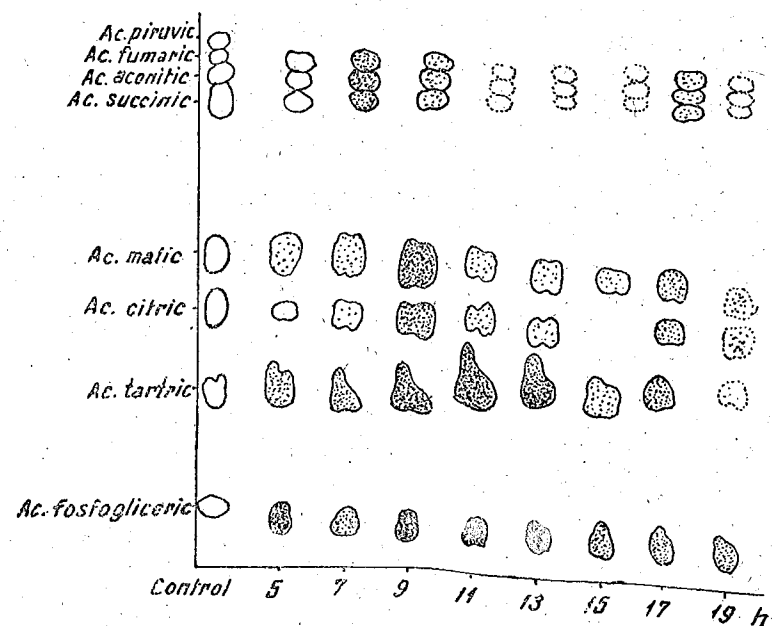 Ac. piruvic
Ac. fumaric
Ac. aconitic
Ac. succinic
Ac. malic
Ac. citric
Ac. tartric
Ac. fosfogliceric
Control 5 7 9 11 13 15 17 19 h